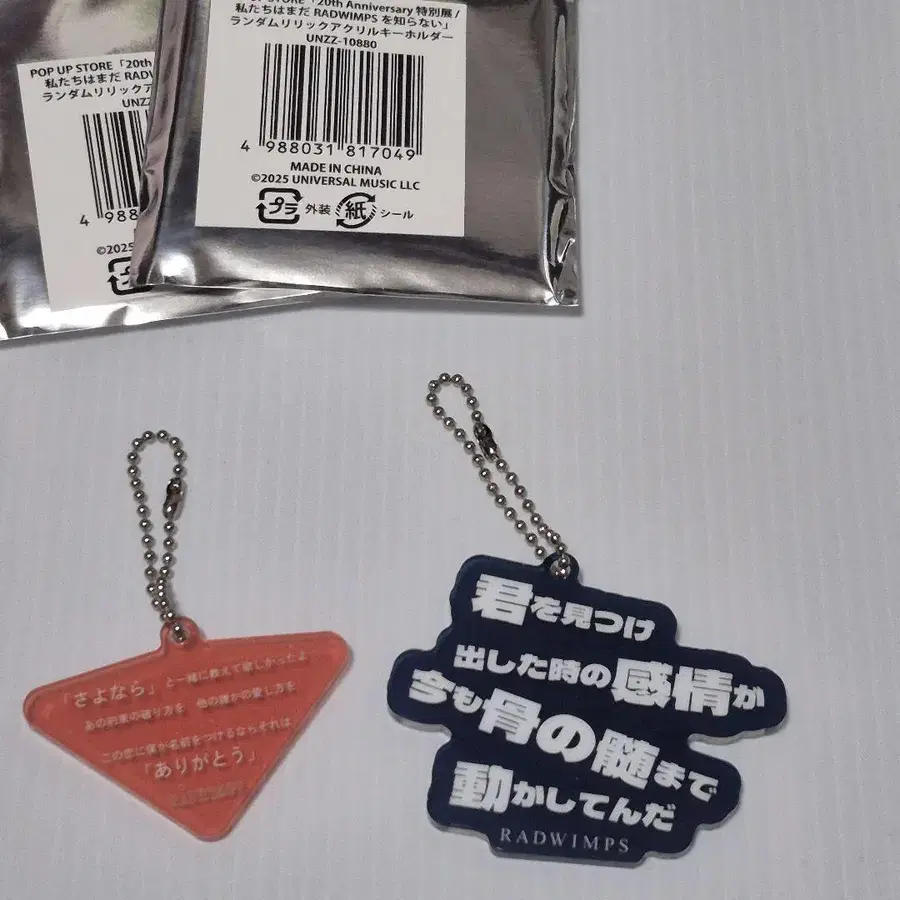 POP UP STORE「20th
私たちはまだ RADW
ランダムリリックア
UNZZ
4 988
©2025
UP STORE「20th Anniversary 特別展/
私たちはまだ RADWIMPS を知らない」
ランダムリリックアクリルキーホルダー
UNZZ-10880
4 988031 817049
MADE IN CHINA
©2025 UNIVERSAL MUSIC LLC
プラ 外装 紙 シール
「さよなら」と一緒に教えて欲しかったよ
あの約束の破り方を 他の誰かの愛し方を
この恋に僕が名前をつけるならそれは
「ありがとう」
RADWIMPS
君を見つけ
出した時の感情が
今も骨の髄まで
動かしてんだ
RADWIMPS